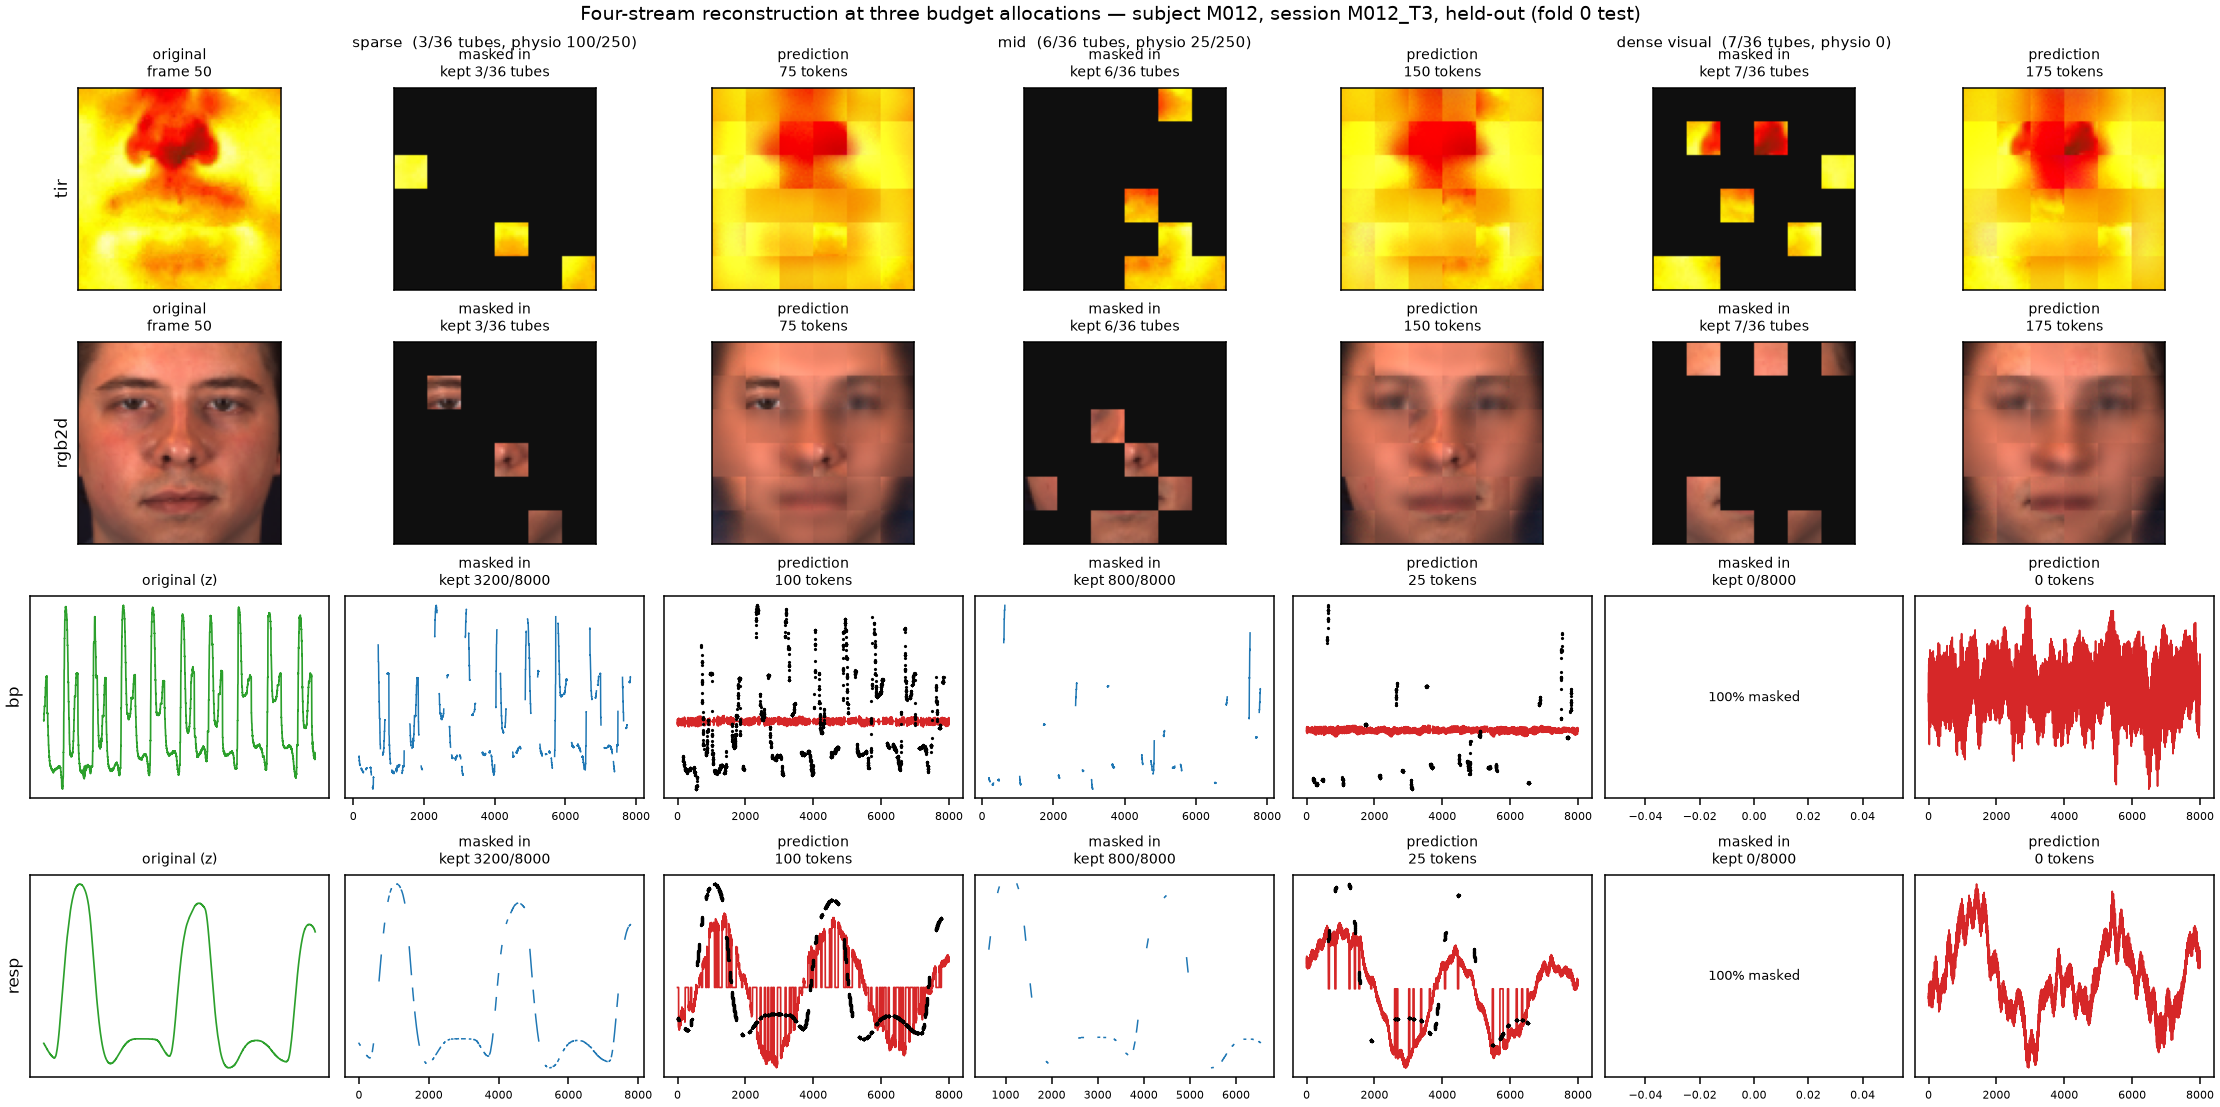 Four-stream reconstruction at three budget allocations — subject M012, session M012_T3, held-out (fold 0 test)
sparse  (3/36 tubes, physio 100/250)
mid  (6/36 tubes, physio 25/250)
dense visual  (7/36 tubes, physio 0)
original
frame 50
masked in
kept 3/36 tubes
prediction
75 tokens
masked in
kept 6/36 tubes
prediction
150 tokens
masked in
kept 7/36 tubes
prediction
175 tokens
tir
original
frame 50
masked in
kept 3/36 tubes
prediction
75 tokens
masked in
kept 6/36 tubes
prediction
150 tokens
masked in
kept 7/36 tubes
prediction
175 tokens
rgb2d
original (z)
masked in
kept 3200/8000
prediction
100 tokens
masked in
kept 800/8000
prediction
25 tokens
masked in
kept 0/8000
prediction
0 tokens
bp
100% masked
0 2000 4000 6000 8000
0 2000 4000 6000 8000
0 2000 4000 6000 8000
0 2000 4000 6000 8000
−0.04 −0.02 0.00 0.02 0.04
0 2000 4000 6000 8000
original (z)
masked in
kept 3200/8000
prediction
100 tokens
masked in
kept 800/8000
prediction
25 tokens
masked in
kept 0/8000
prediction
0 tokens
resp
100% masked
0 2000 4000 6000 8000
0 2000 4000 6000 8000
1000 2000 3000 4000 5000 6000
0 2000 4000 6000 8000
−0.04 −0.02 0.00 0.02 0.04
0 2000 4000 6000 8000